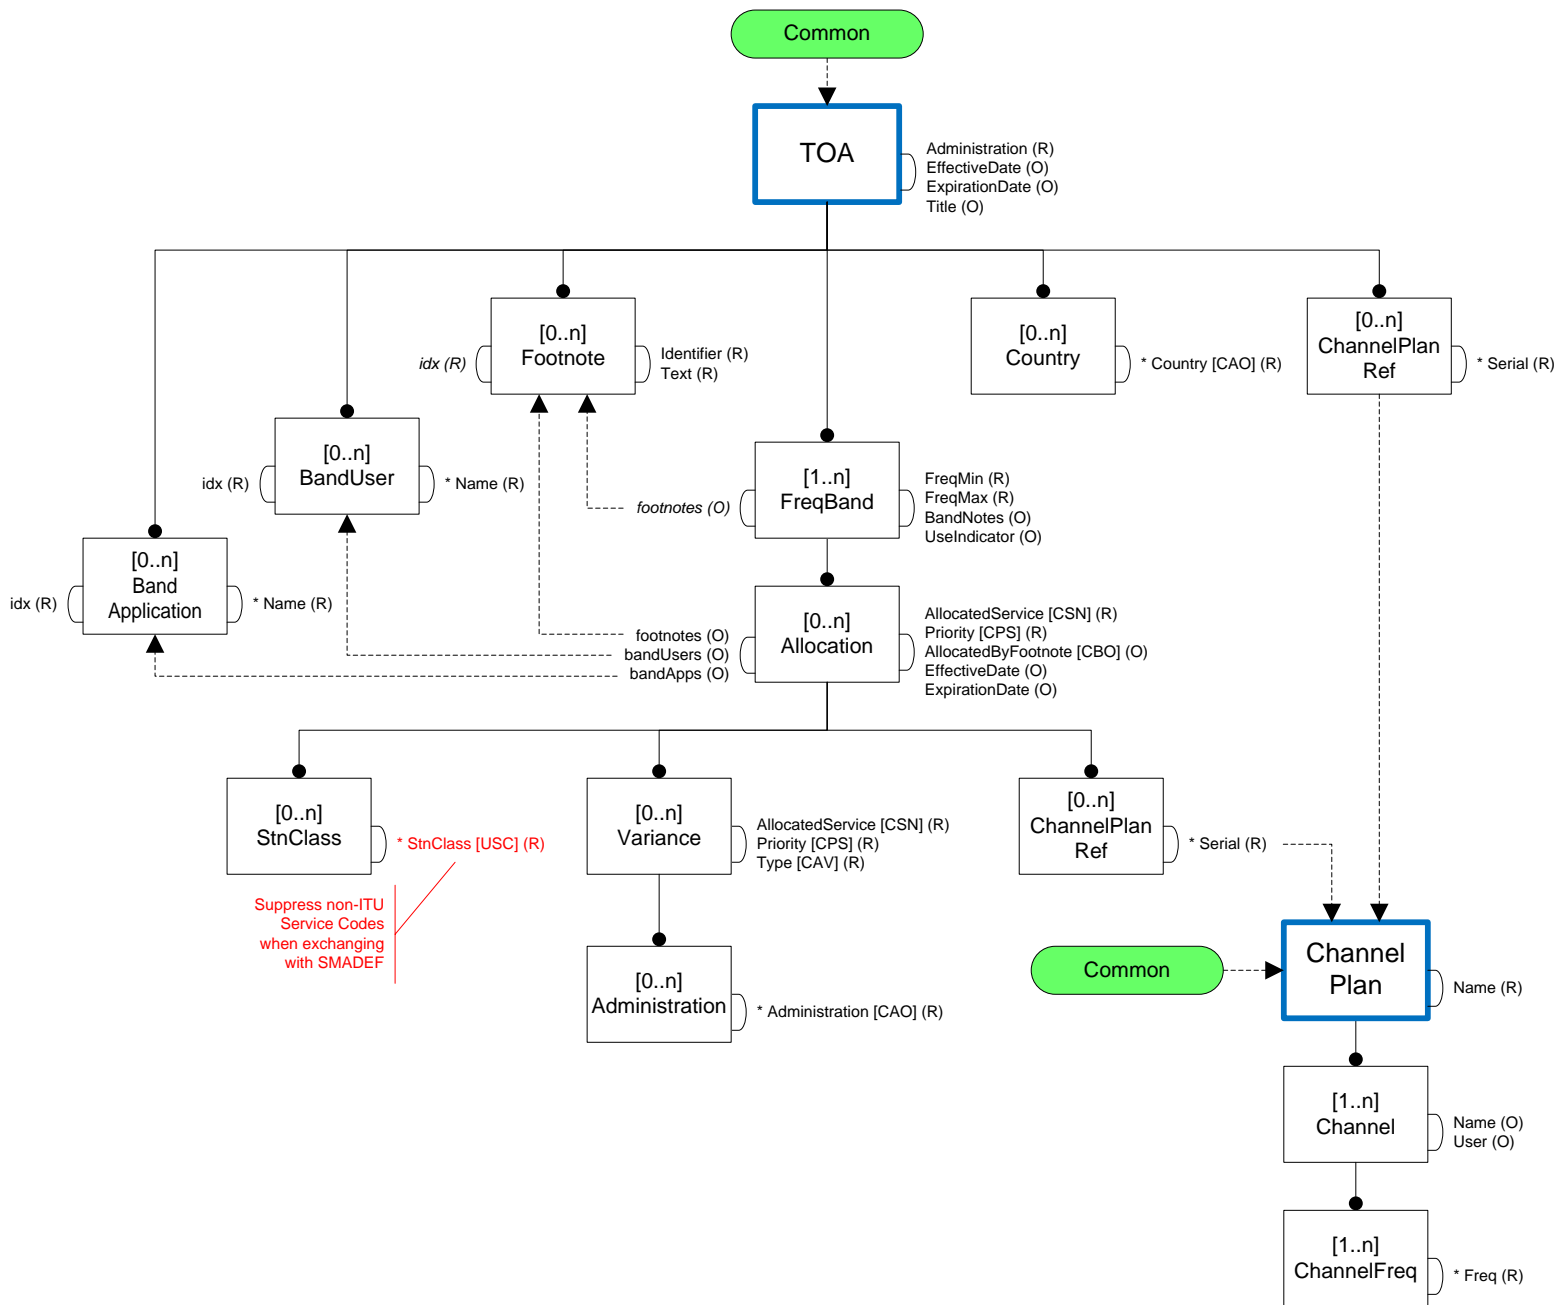 Common
TOA
Administration (R)
EffectiveDate (O)
ExpirationDate (O)
Title (O)
[0..n]
Footnote
idx (R)
Identifier (R)
Text (R)
[0..n]
Country
* Country [CAO] (R)
[0..n]
ChannelPlan
Ref
* Serial (R)
[0..n]
BandUser
idx (R)
* Name (R)
[1..n]
FreqBand
footnotes (O)
FreqMin (R)
FreqMax (R)
BandNotes (O)
UseIndicator (O)
[0..n]
Band
Application
idx (R)
* Name (R)
[0..n]
Allocation
footnotes (O)
bandUsers (O)
bandApps (O)
AllocatedService [CSN] (R)
Priority [CPS] (R)
AllocatedByFootnote [CBO] (O)
EffectiveDate (O)
ExpirationDate (O)
[0..n]
StnClass
* StnClass [USC] (R)
Suppress non-ITU
Service Codes
when exchanging
with SMADEF
[0..n]
Variance
AllocatedService [CSN] (R)
Priority [CPS] (R)
Type [CAV] (R)
[0..n]
ChannelPlan
Ref
* Serial (R)
[0..n]
Administration
* Administration [CAO] (R)
Common
Channel
Plan
Name (R)
[1..n]
Channel
Name (O)
User (O)
[1..n]
ChannelFreq
* Freq (R)